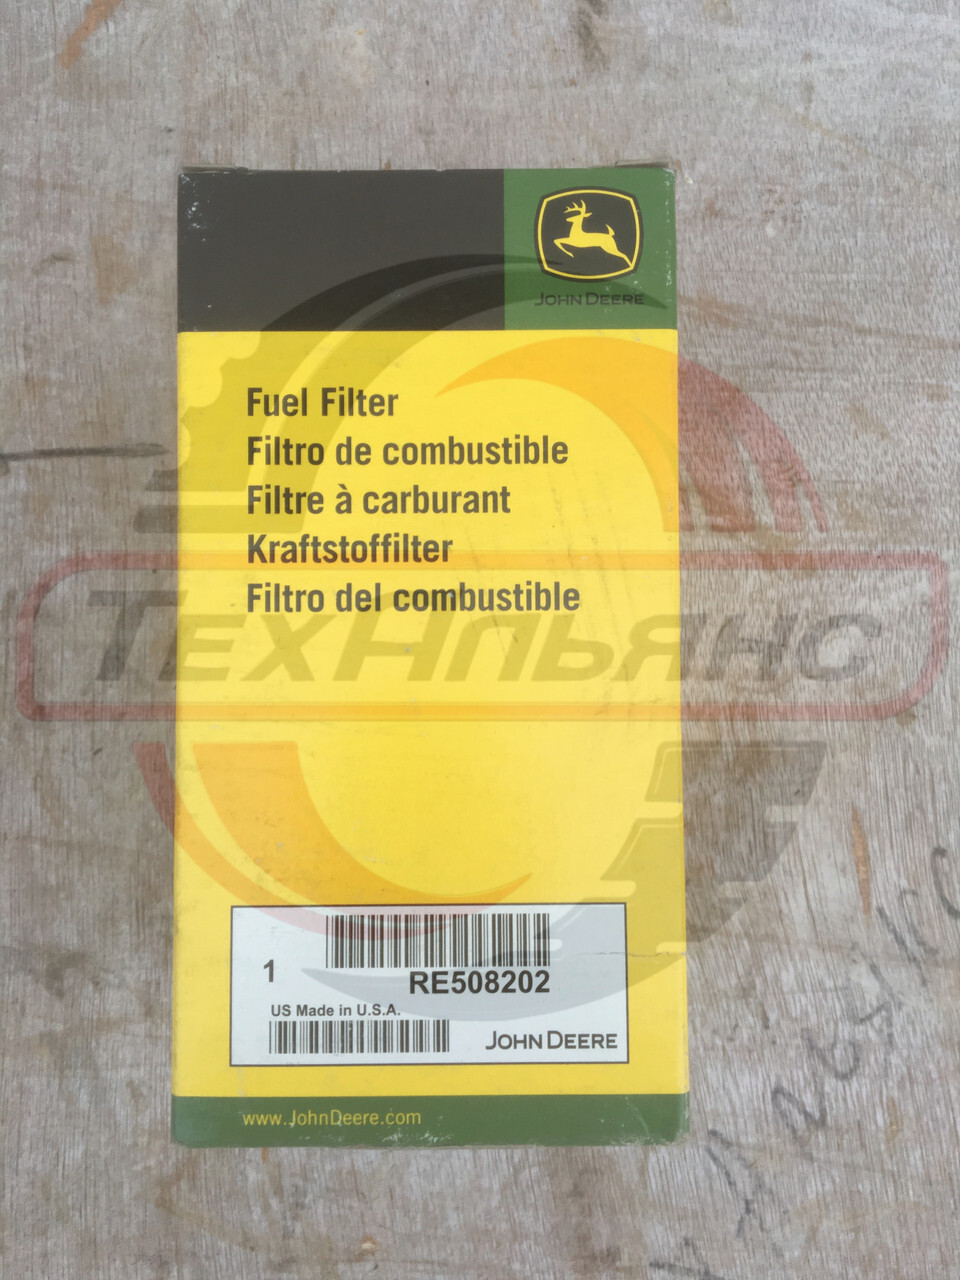 JOHN DEERE
Fuel Filter
Filtro de combustible
Filtre à carburant
Kraftstoffilter
Filtro del combustible
ТехАльянс
1
RE508202
US Made in U.S.A.
JOHN DEERE
www.JohnDeere.com